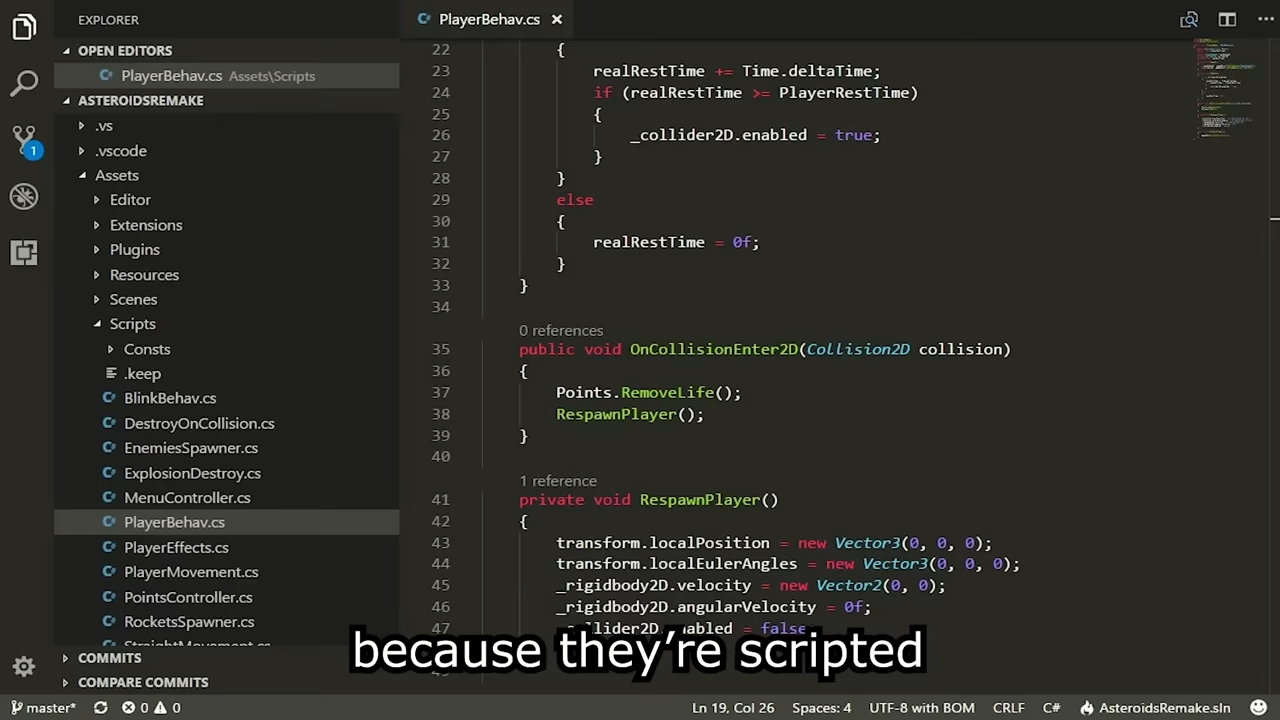 EXPLORER
OPEN EDITORS
PlayerBehav.cs Assets\Scripts
ASTEROIDSREMAKE
.vs
.vscode
Assets
Editor
Extensions
Plugins
Resources
Scenes
Scripts
Consts
.keep
BlinkBehav.cs
DestroyOnCollision.cs
EnemiesSpawner.cs
ExplosionDestroy.cs
MenuController.cs
PlayerBehav.cs
PlayerEffects.cs
PlayerMovement.cs
PointsController.cs
RocketsSpawner.cs
StraightMovement.cs
COMMITS
COMPARE COMMITS
1
PlayerBehav.cs
22 {
23 realRestTime += Time.deltaTime;
24 if (realRestTime >= PlayerRestTime)
25 {
26 _collider2D.enabled = true;
27 }
28 }
29 else
30 {
31 realRestTime = 0f;
32 }
33 }
34
0 references
35 public void OnCollisionEnter2D(Collision2D collision)
36 {
37 Points.RemoveLife();
38 RespawnPlayer();
39 }
40
1 reference
41 private void RespawnPlayer()
42 {
43 transform.localPosition = new Vector3(0, 0, 0);
44 transform.localEulerAngles = new Vector3(0, 0, 0);
45 _rigidbody2D.velocity = new Vector2(0, 0);
46 _rigidbody2D.angularVelocity = 0f;
47 _collider2D.enabled = false;
because they're scripted
master* 0 0 Ln 19, Col 26 Spaces: 4 UTF-8 with BOM CRLF C# AsteroidsRemake.sln